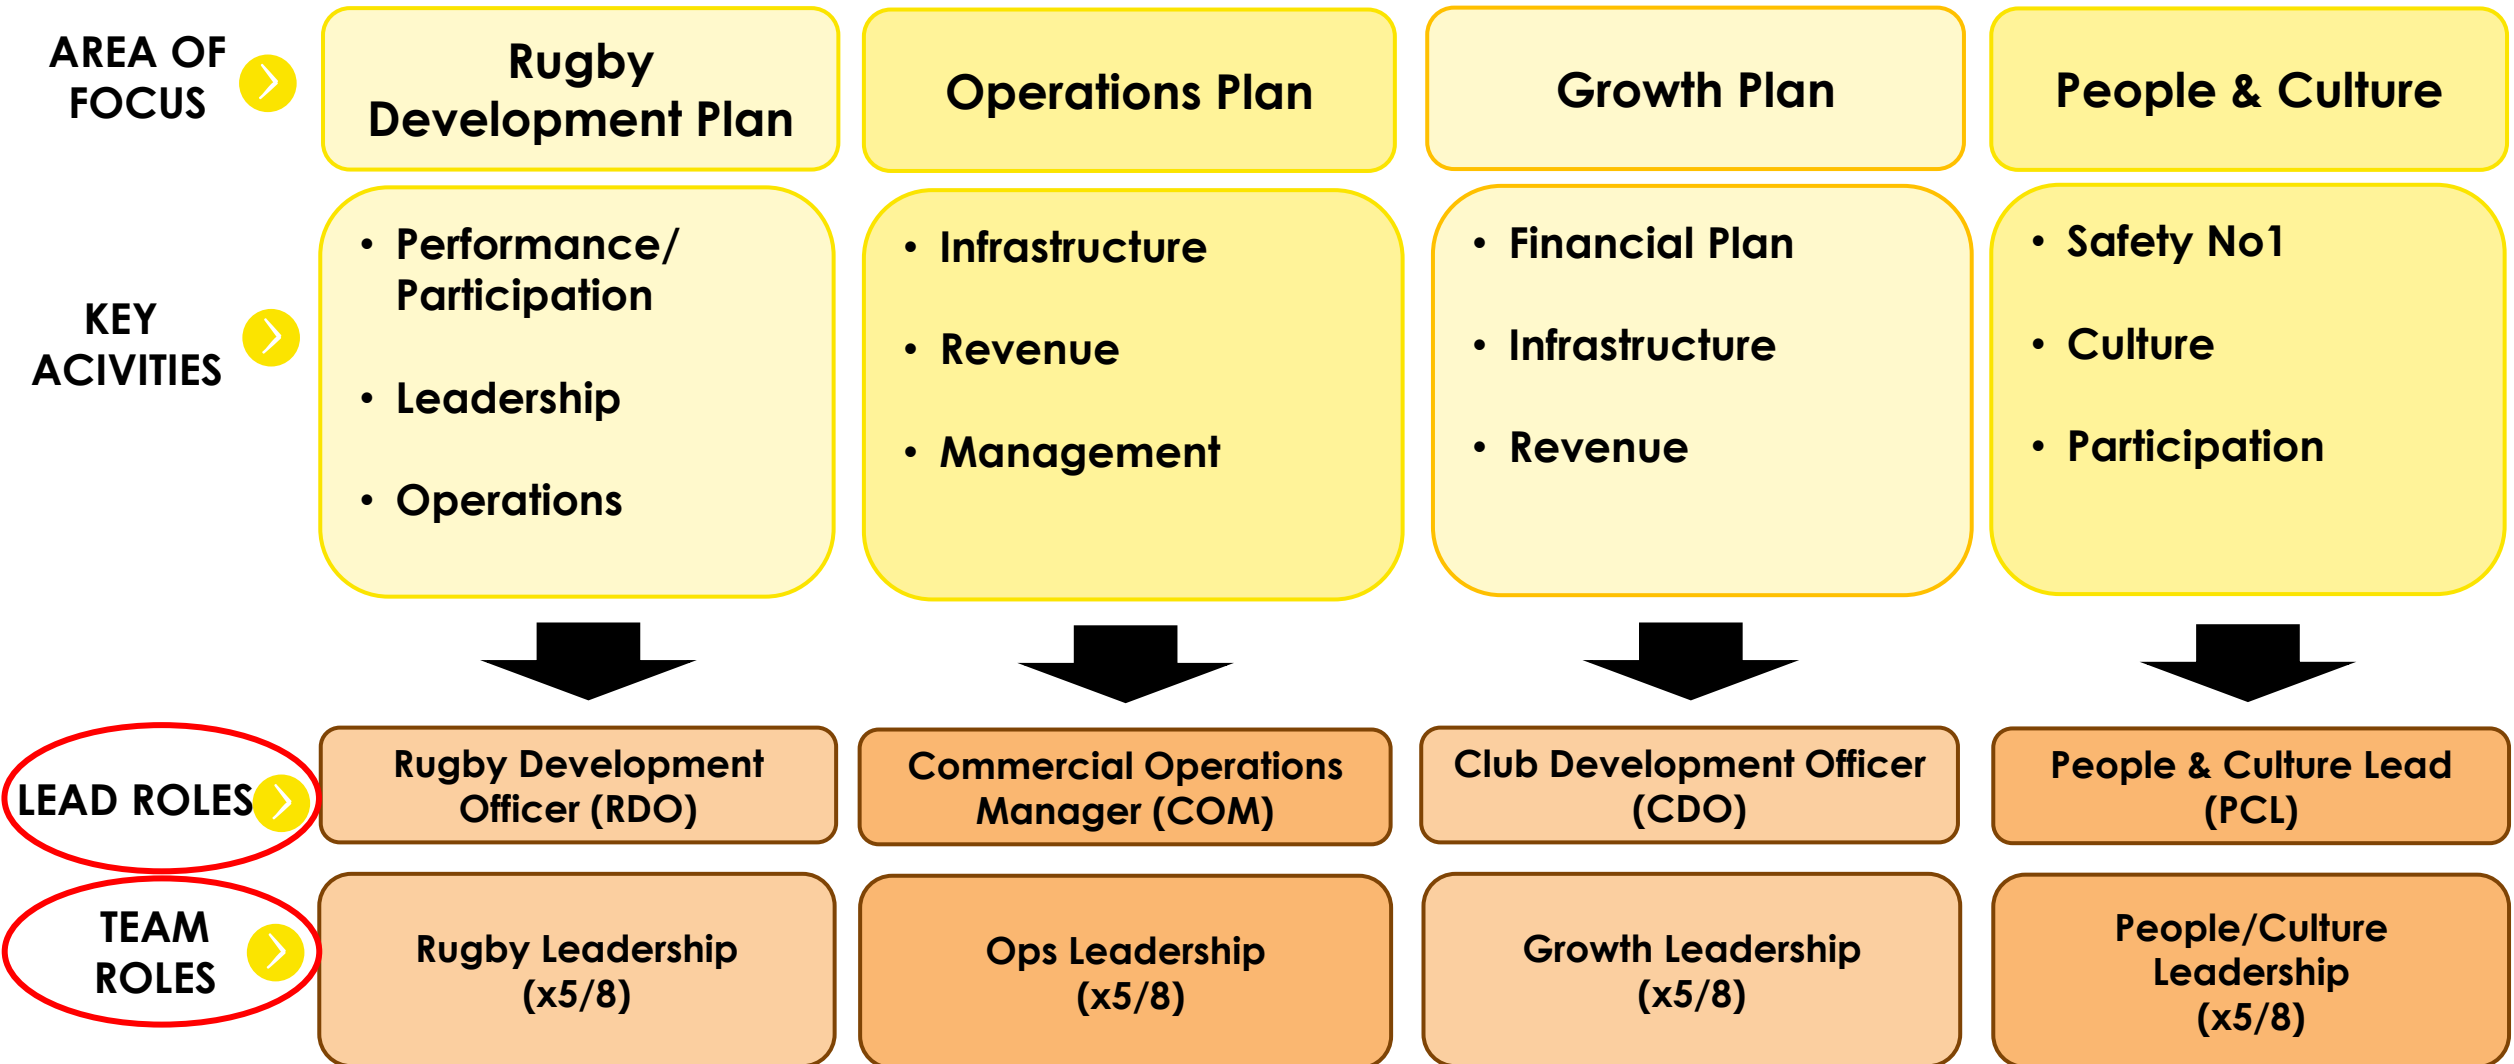 AREA OF
FOCUS
Rugby
Development Plan
Operations Plan
Growth Plan
People & Culture
KEY
ACIVITIES
• Performance/
Participation
• Leadership
• Operations
• Infrastructure
• Revenue
• Management
• Financial Plan
• Infrastructure
• Revenue
• Safety No1
• Culture
• Participation
LEAD ROLES
Rugby Development
Officer (RDO)
Commercial Operations
Manager (COM)
Club Development Officer
(CDO)
People & Culture Lead
(PCL)
TEAM
ROLES
Rugby Leadership
(x5/8)
Ops Leadership
(x5/8)
Growth Leadership
(x5/8)
People/Culture
Leadership
(x5/8)